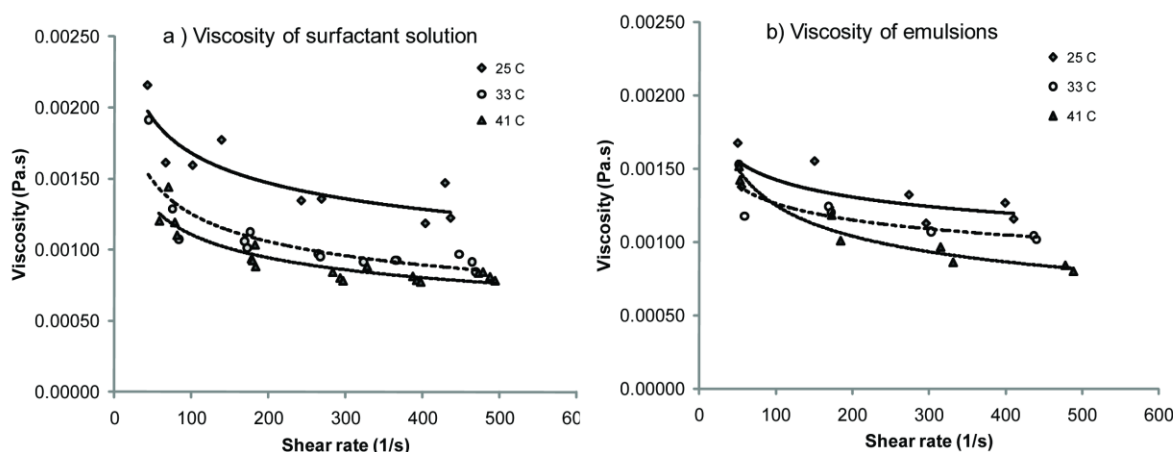 a ) Viscosity of surfactant solution
0.00250
0.00200
0.00150
0.00100
0.00050
0.00000
Viscosity (Pa.s)
25 C
33 C
41 C
0 100 200 300 400 500 60
Shear rate (1/s)
b) Viscosity of emulsions
0.00250
0.00200
0.00150
0.00100
0.00050
0.00000
Viscosity (Pa.s)
25 C
33 C
41 C
0 100 200 300 400 500 600
Shear rate (1/s)